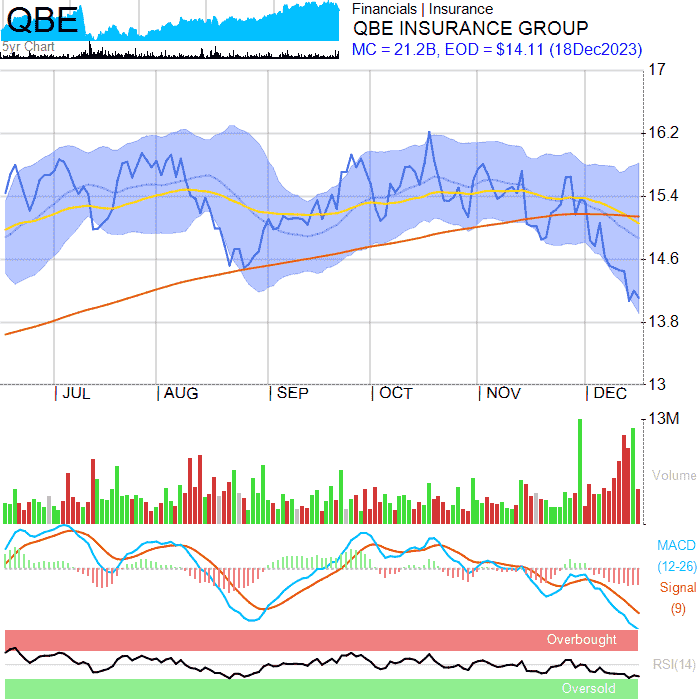 QBE
5yr Chart
Financials | Insurance
QBE INSURANCE GROUP
MC = 21.2B, EOD = $14.11 (18Dec2023)
17
16.2
15.4
14.6
13.8
13
JUL AUG SEP OCT NOV DEC
13M
Volume
MACD
(12-26)
Signal
(9)
Overbought
RSI(14)
Oversold